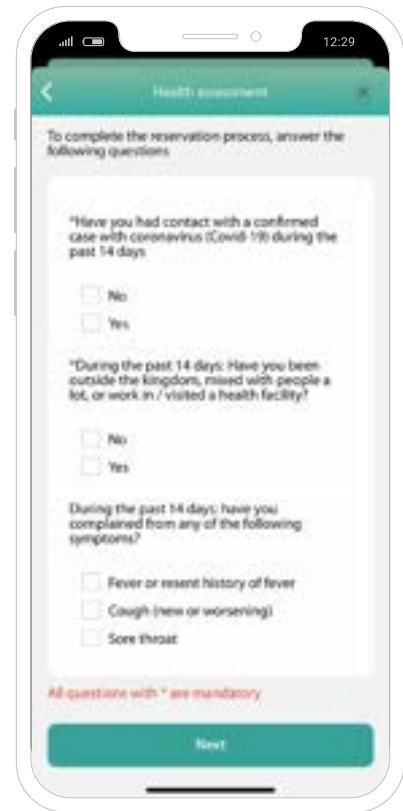 12:29
Health assessment
To complete the reservation process, answer the
following questions
*Have you had contact with a confirmed
case with coronavirus (Covid-19) during the
past 14 days
No
Yes
*During the past 14 days: Have you been
outside the kingdom, mixed with people a
lot, or work in / visited a health facility?
No
Yes
During the past 14 days: have you
complained from any of the following
symptoms?
Fever or resent history of fever
Cough (new or worsening)
Sore throat
All questions with * are mandatory
Next